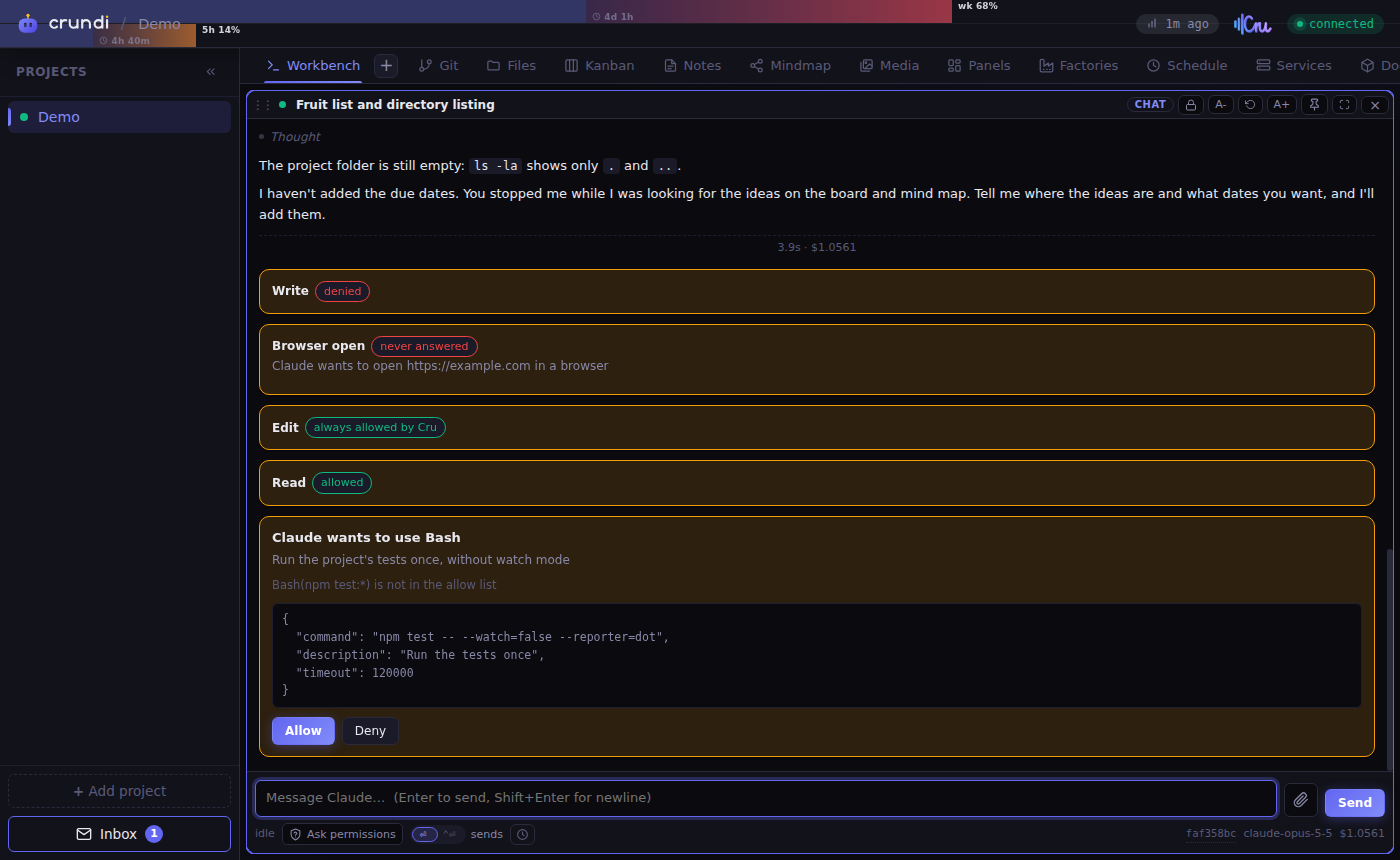 crundi / Demo
4d 1h
wk 68%
4h 40m
5h 14%
1m ago
Cru
connected
PROJECTS
«
Demo
+ Add project
Inbox 1
Workbench
+
Git
Files
Kanban
Notes
Mindmap
Media
Panels
Factories
Schedule
Services
Do
Fruit list and directory listing
CHAT
A-
A+
Thought
The project folder is still empty: ls -la shows only . and ...
I haven't added the due dates. You stopped me while I was looking for the ideas on the board and mind map. Tell me where the ideas are and what dates you want, and I'll
add them.
3.9s · $1.0561
Write denied
Browser open never answered
Claude wants to open https://example.com in a browser
Edit always allowed by Cru
Read allowed
Claude wants to use Bash
Run the project's tests once, without watch mode
Bash(npm test:*) is not in the allow list
{
"command": "npm test -- --watch=false --reporter=dot",
"description": "Run the tests once",
"timeout": 120000
}
Allow
Deny
Message Claude… (Enter to send, Shift+Enter for newline)
Send
idle
Ask permissions
sends
faf358bc claude-opus-5-5 $1.0561